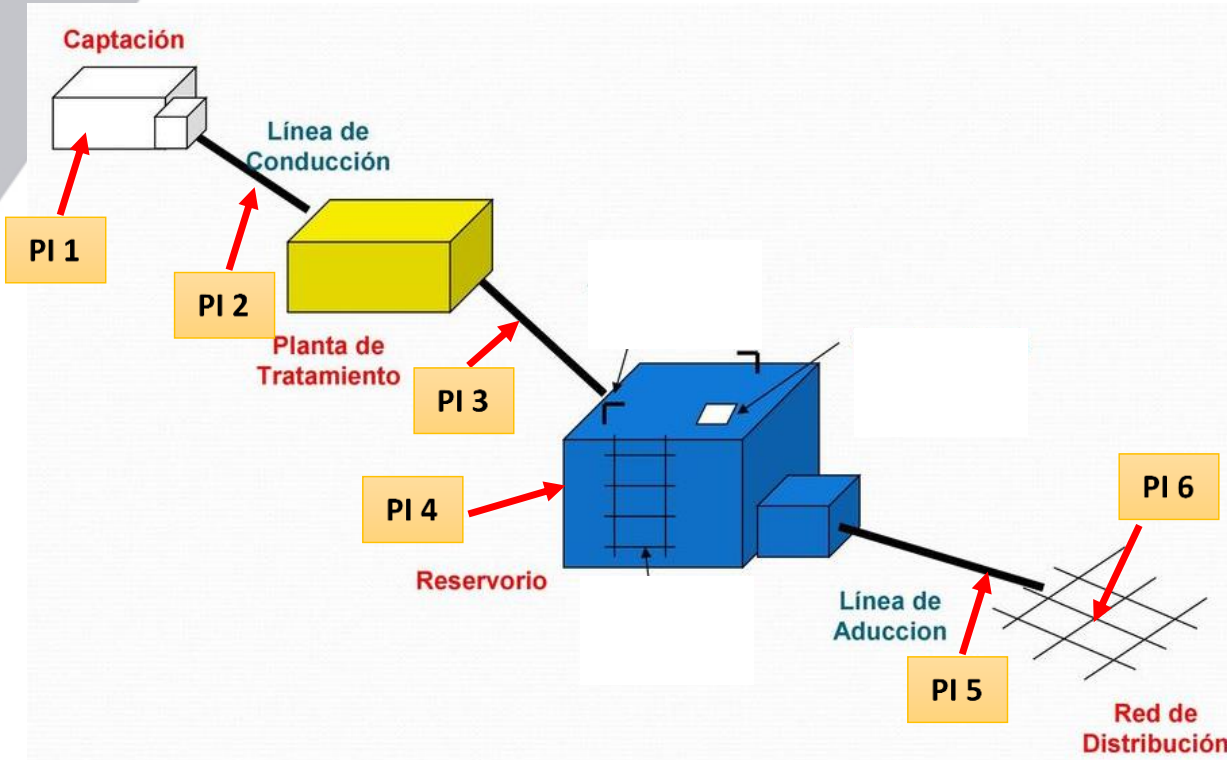 Captación
Línea de
Conducción
PI 1
PI 2
Planta de
Tratamiento
PI 3
PI 4
Reservorio
PI 6
Línea de
Aduccion
PI 5
Red de
Distribución